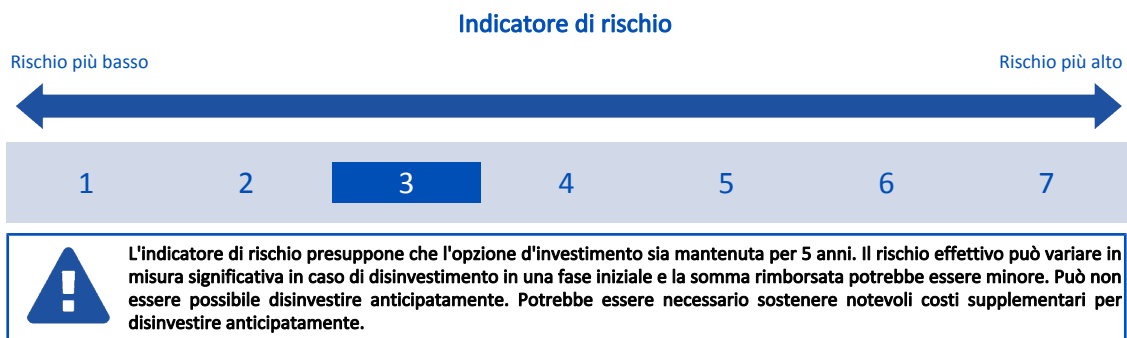 Indicatore di rischio
Rischio più basso
Rischio più alto
1 2 3 4 5 6 7
L'indicatore di rischio presuppone che l'opzione d'investimento sia mantenuta per 5 anni. Il rischio effettivo può variare in
misura significativa in caso di disinvestimento in una fase iniziale e la somma rimborsata potrebbe essere minore. Può non
essere possibile disinvestire anticipatamente. Potrebbe essere necessario sostenere notevoli costi supplementari per
disinvestire anticipatamente.